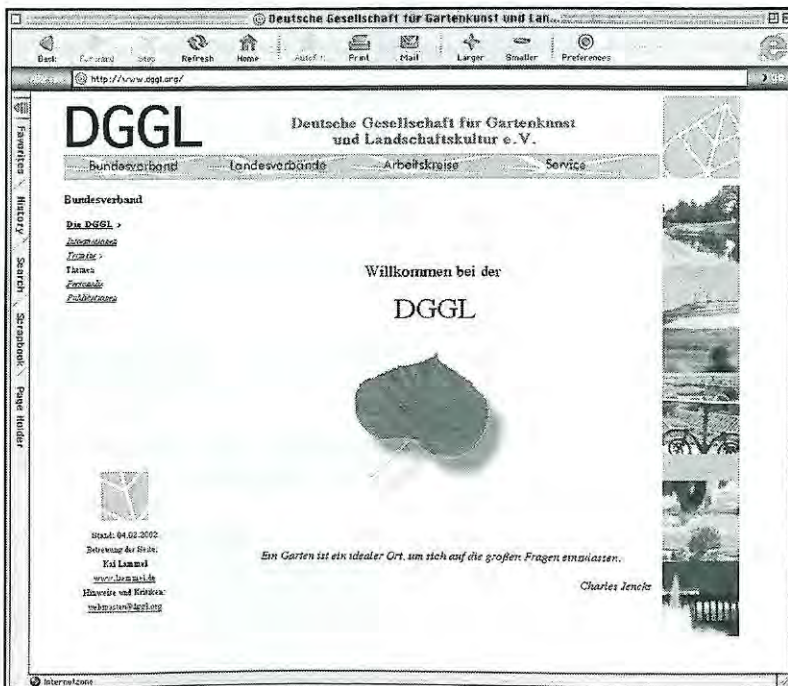 Deutsche Gesellschaft für Gartenkunst und Lan...
Back
Forward
Stop
Refresh
Home
Print
Mail
Larger
Smaller
Preferences
http://www.dggl.org/
Favorites
History
Search
Scrapbook
Page Holder
DGGL
Deutsche Gesellschaft für Gartenkunst
und Landschaftskultur e.V.
Bundesverband Landesverbände Arbeitskreise Service
Bundesverband
Die DGGL >
Informationen
Termine >
Themen
Personalia
Publikationen
Willkommen bei der
DGGL
Stand: 04.02.2002
Betreuung der Seite:
Kai Lammel
www.lammel.de
Hinweise und Kritiken:
webmaster@dggl.org
Ein Garten ist ein idealer Ort, um sich auf die großen Fragen einzulassen.
Charles Jencks
Internetzone